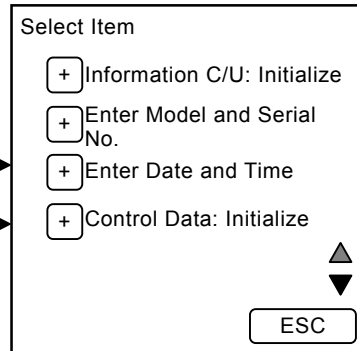 Select Item
+ Information C/U: Initialize
+ Enter Model and Serial
No.
+ Enter Date and Time
+ Control Data: Initialize
ESC